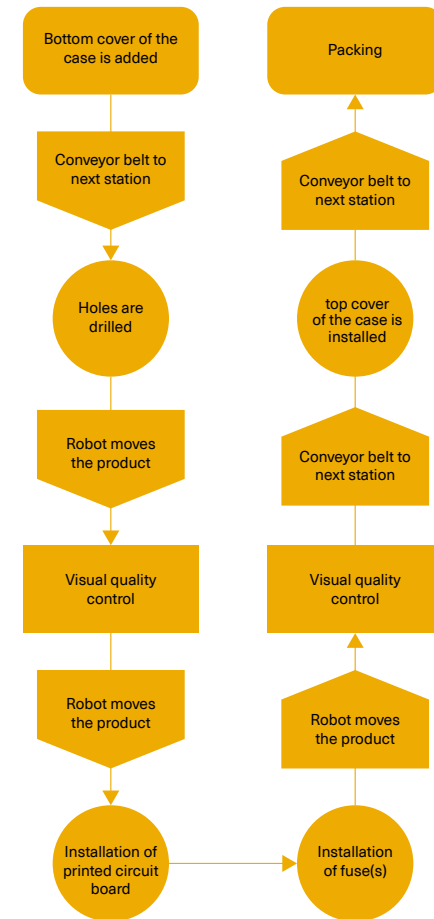 Bottom cover of the
case is added
Conveyor belt to
next station
Holes are
drilled
Robot moves
the product
Visual quality
control
Robot moves
the product
Installation of
printed circuit
board
Installation
of fuse(s)
Robot moves
the product
Visual quality
control
Conveyor belt to
next station
top cover
of the case is
installed
Conveyor belt to
next station
Packing